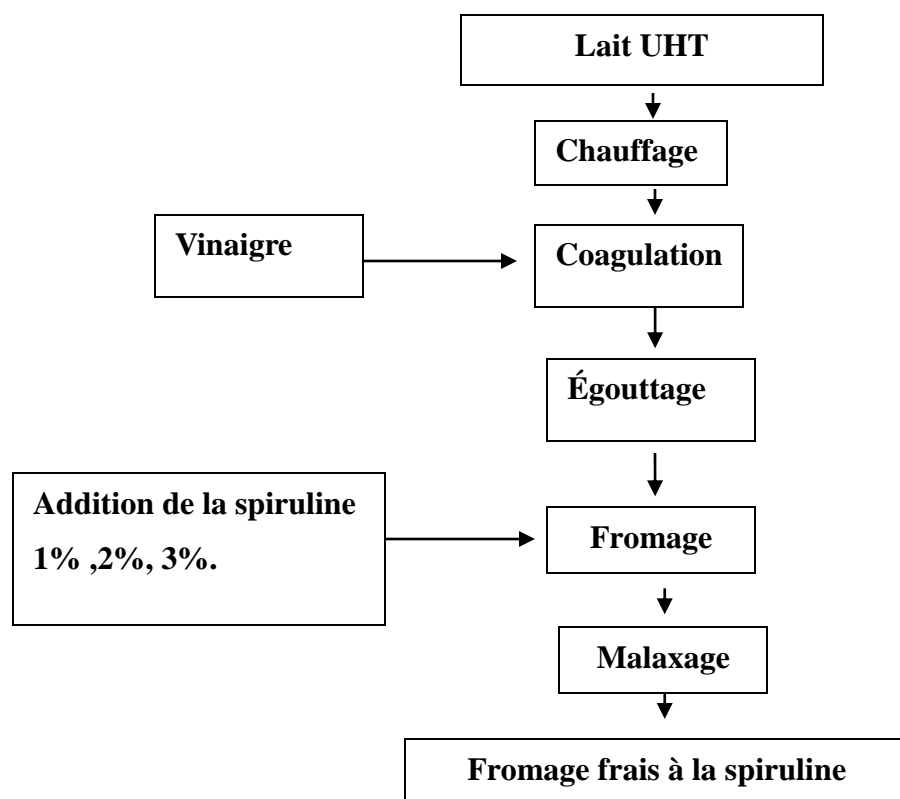 Lait UHT
Chauffage
Vinaigre
Coagulation
Égouttage
Addition de la spiruline
1% ,2%, 3%.
Fromage
Malaxage
Fromage frais à la spiruline